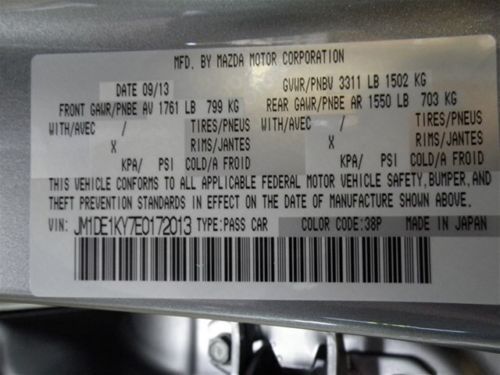 MFD. BY MAZDA MOTOR CORPORATION
DATE 09/13 GVWR/PNBV 3311 LB 1502 KG
FRONT GAWR/PNBE AV 1761 LB 799 KG REAR GAWR/PNBE AR 1550 LB 703 KG
WITH/AVEC / TIRES/PNEUS WITH/AVEC / TIRES/PNEUS
X RIMS/JANTES X RIMS/JANTES
KPA/ PSI COLD/A FROID KPA/ PSI COLD/A FROID
THIS VEHICLE CONFORMS TO ALL APPLICABLE FEDERAL MOTOR VEHICLE SAFETY, BUMPER, AND
THEFT PREVENTION STANDARDS IN EFFECT ON THE DATE OF MANUFACTURE SHOWN ABOVE.
VIN: JM1DE1KY7E0172013 TYPE: PASS CAR COLOR CODE: 38P MADE IN JAPAN